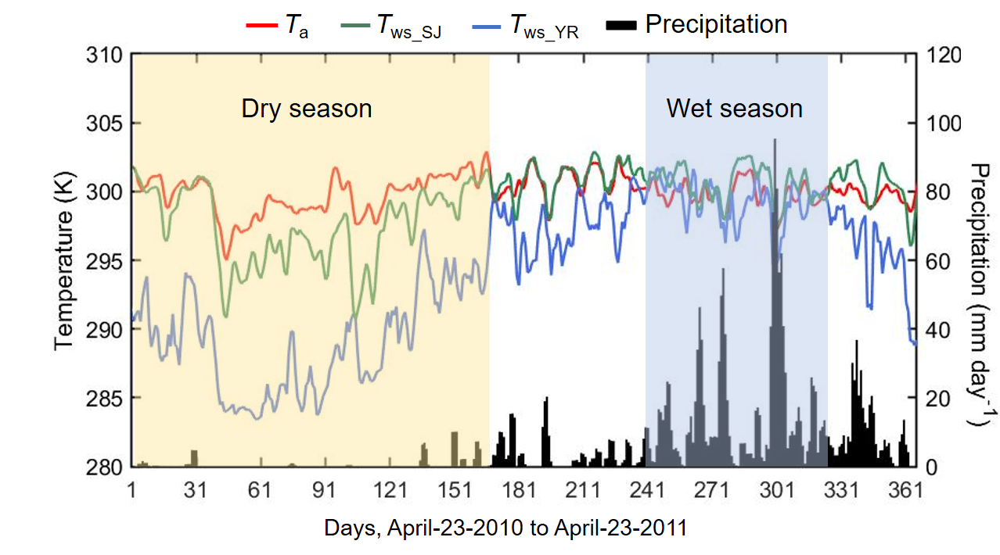 Ta Tws_SJ Tws_YR Precipitation
310 120
Dry season Wet season
305 100
300 80
295 60
290 40
285 20
280 0
Temperature (K)
Precipitation (mm day-1)
1 31 61 91 121 151 181 211 241 271 301 331 361
Days, April-23-2010 to April-23-2011